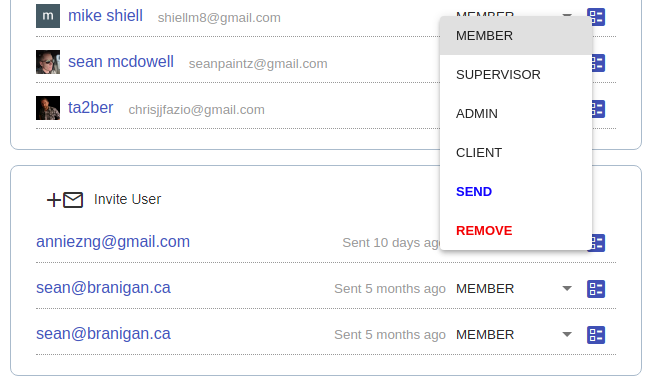 m mike shiell shiellm8@gmail.com MEMBER
sean mcdowell seanpaintz@gmail.com
ta2ber chrisjjfazio@gmail.com
MEMBER
SUPERVISOR
ADMIN
CLIENT
SEND
REMOVE
Invite User
anniezng@gmail.com Sent 10 days ago
sean@branigan.ca Sent 5 months ago MEMBER
sean@branigan.ca Sent 5 months ago MEMBER